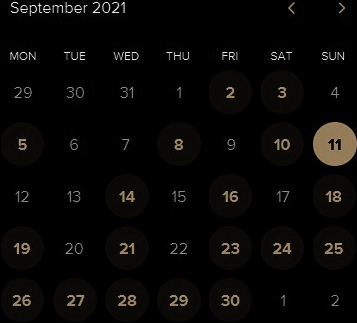 September 2021
MON TUE WED THU FRI SAT SUN
29 30 31 1 2 3 4
5 6 7 8 9 10 11
12 13 14 15 16 17 18
19 20 21 22 23 24 25
26 27 28 29 30 1 2